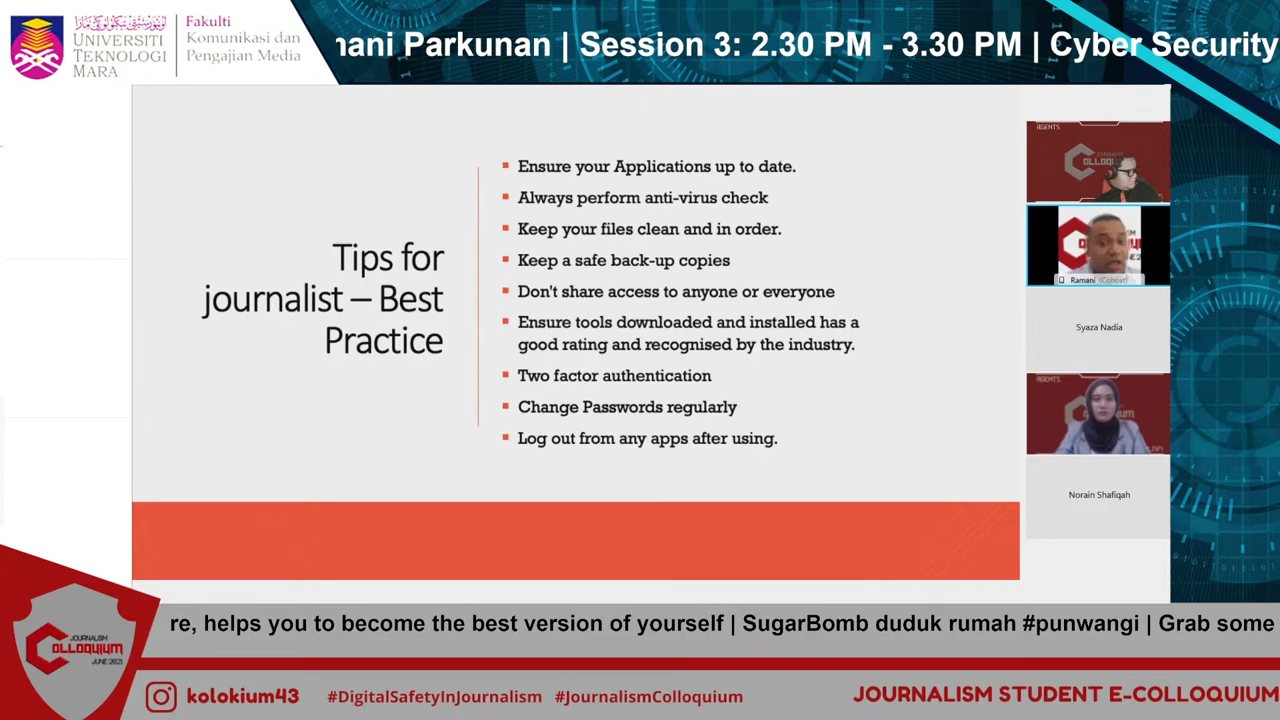 UNIVERSITI
TEKNOLOGI
MARA
Fakulti
Komunikasi dan
Pengajian Media
nani Parkunan | Session 3: 2.30 PM - 3.30 PM | Cyber Security
Tips for
journalist – Best
Practice
Ensure your Applications up to date.
Always perform anti-virus check
Keep your files clean and in order.
Keep a safe back-up copies
Don't share access to anyone or everyone
Ensure tools downloaded and installed has a
good rating and recognised by the industry.
Two factor authentication
Change Passwords regularly
Log out from any apps after using.
AGENTS
Ramani (Cohost)
Syaza Nadia
AGENTS
Norain Shafiqah
re, helps you to become the best version of yourself | SugarBomb duduk rumah #punwangi | Grab some
JOURNALISM
COLLOQUIUM
JUNE 2021
kolokium43
#DigitalSafetyInJournalism #JournalismColloquium
JOURNALISM STUDENT E-COLLOQUIUM